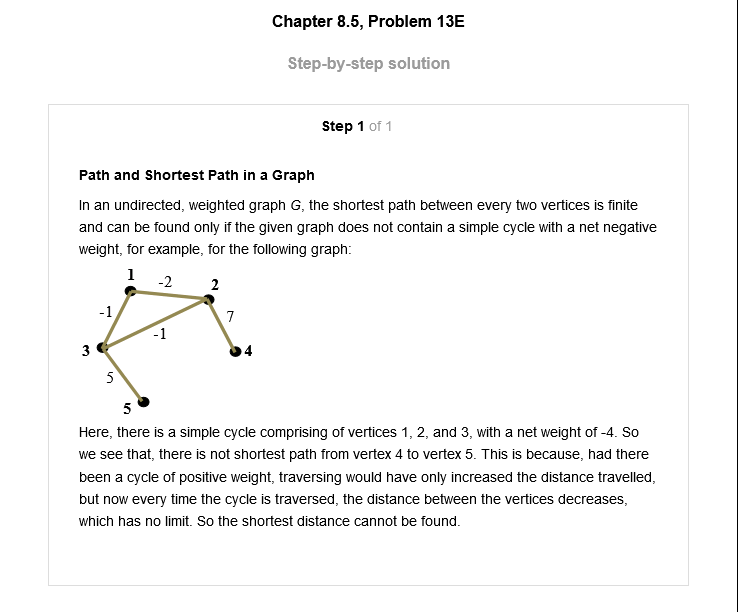 Chapter 8.5, Problem 13E
Step-by-step solution
Step 1 of 1
Path and Shortest Path in a Graph
In an undirected, weighted graph G, the shortest path between every two vertices is finite
and can be found only if the given graph does not contain a simple cycle with a net negative
weight, for example, for the following graph:
1
-2
2
-1
7
-1
3
4
5
5
Here, there is a simple cycle comprising of vertices 1, 2, and 3, with a net weight of -4. So
we see that, there is not shortest path from vertex 4 to vertex 5. This is because, had there
been a cycle of positive weight, traversing would have only increased the distance travelled,
but now every time the cycle is traversed, the distance between the vertices decreases,
which has no limit. So the shortest distance cannot be found.